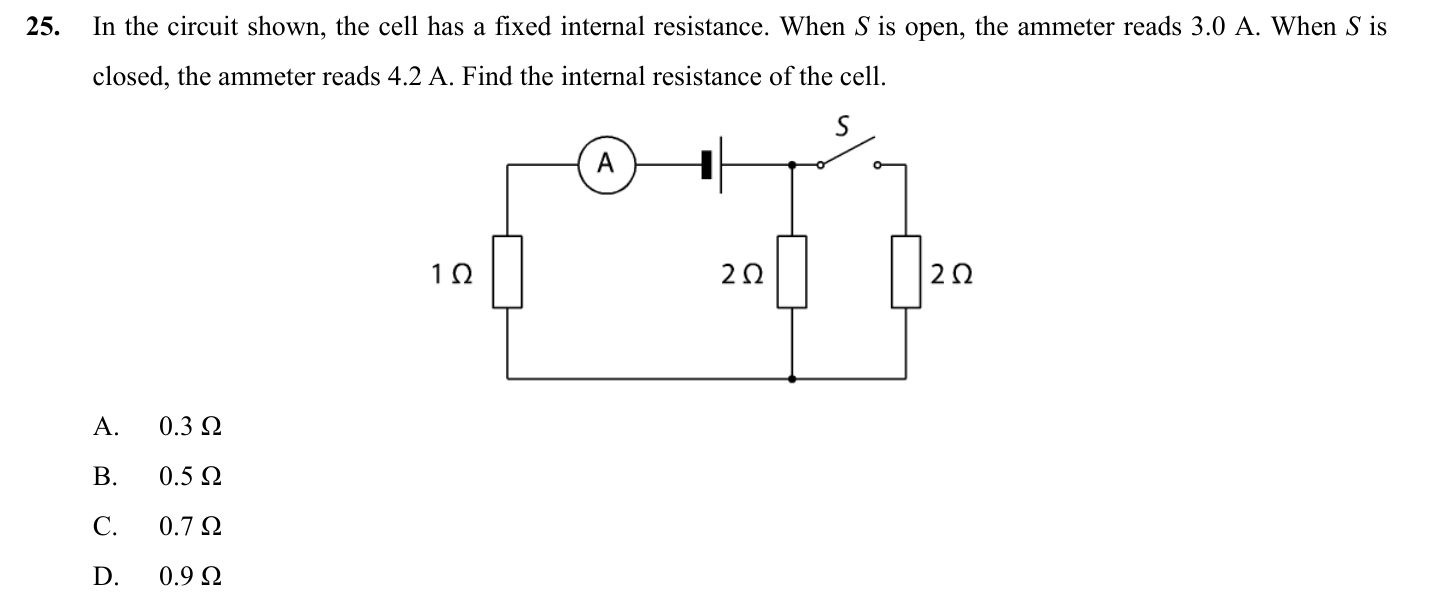 25. In the circuit shown, the cell has a fixed internal resistance. When S is open, the ammeter reads 3.0 A. When S is
closed, the ammeter reads 4.2 A. Find the internal resistance of the cell.
S
A
1 Ω
2 Ω
2 Ω
A. 0.3 Ω
B. 0.5 Ω
C. 0.7 Ω
D. 0.9 Ω